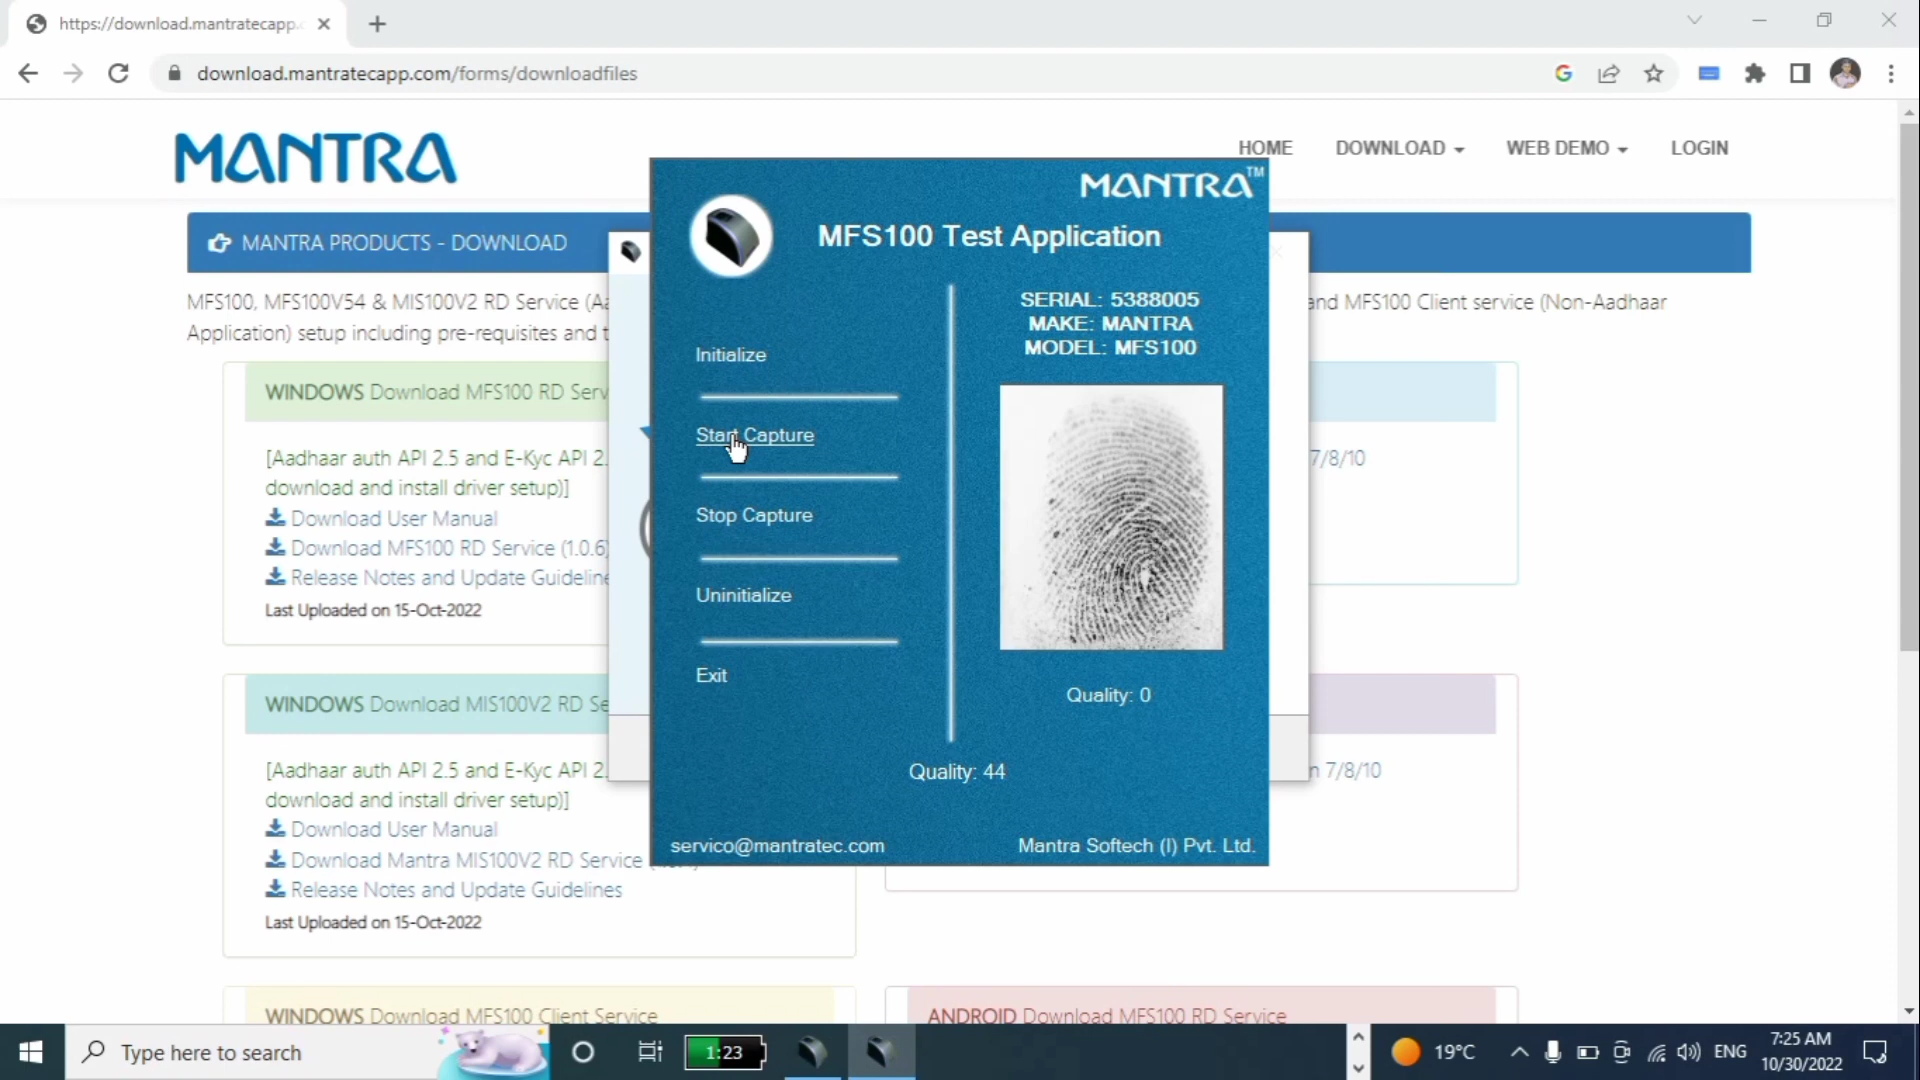 https://download.mantratecapp.
download.mantratecapp.com/forms/downloadfiles
MANTRA
HOME
DOWNLOAD
WEB DEMO
LOGIN
MANTRA PRODUCTS - DOWNLOAD
MFS100, MFS100V54 & MIS100V2 RD Service
and MFS100 Client service (Non-Aadhaar
Application) setup including pre-requisites and
WINDOWS Download MFS100 RD
[Aadhaar auth API 2.5 and E-Kyc API 2.
download and install driver setup)]
Download User Manual
Download MFS100 RD Service (1.0.6)
Release Notes and Update
Last Uploaded on 15-Oct-2022
7/8/10
WINDOWS Download MIS100V2 RD
[Aadhaar auth API 2.5 and E-Kyc API 2.
download and install driver setup)]
Download User Manual
Download Mantra MIS100V2 RD Service
Release Notes and Update Guidelines
Last Uploaded on 15-Oct-2022
7/8/10
WINDOWS Download MFS100 Client Service
ANDROID Download MFS100 RD Service
MANTRA™
MFS100 Test Application
SERIAL: 5388005
MAKE: MANTRA
MODEL: MFS100
Initialize
Start Capture
Stop Capture
Uninitialize
Exit
Quality: 0
Quality: 44
servico@mantratec.com
Mantra Softech (I) Pvt. Ltd.
Type here to search
1:23
19°C
ENG
7:25 AM
10/30/2022